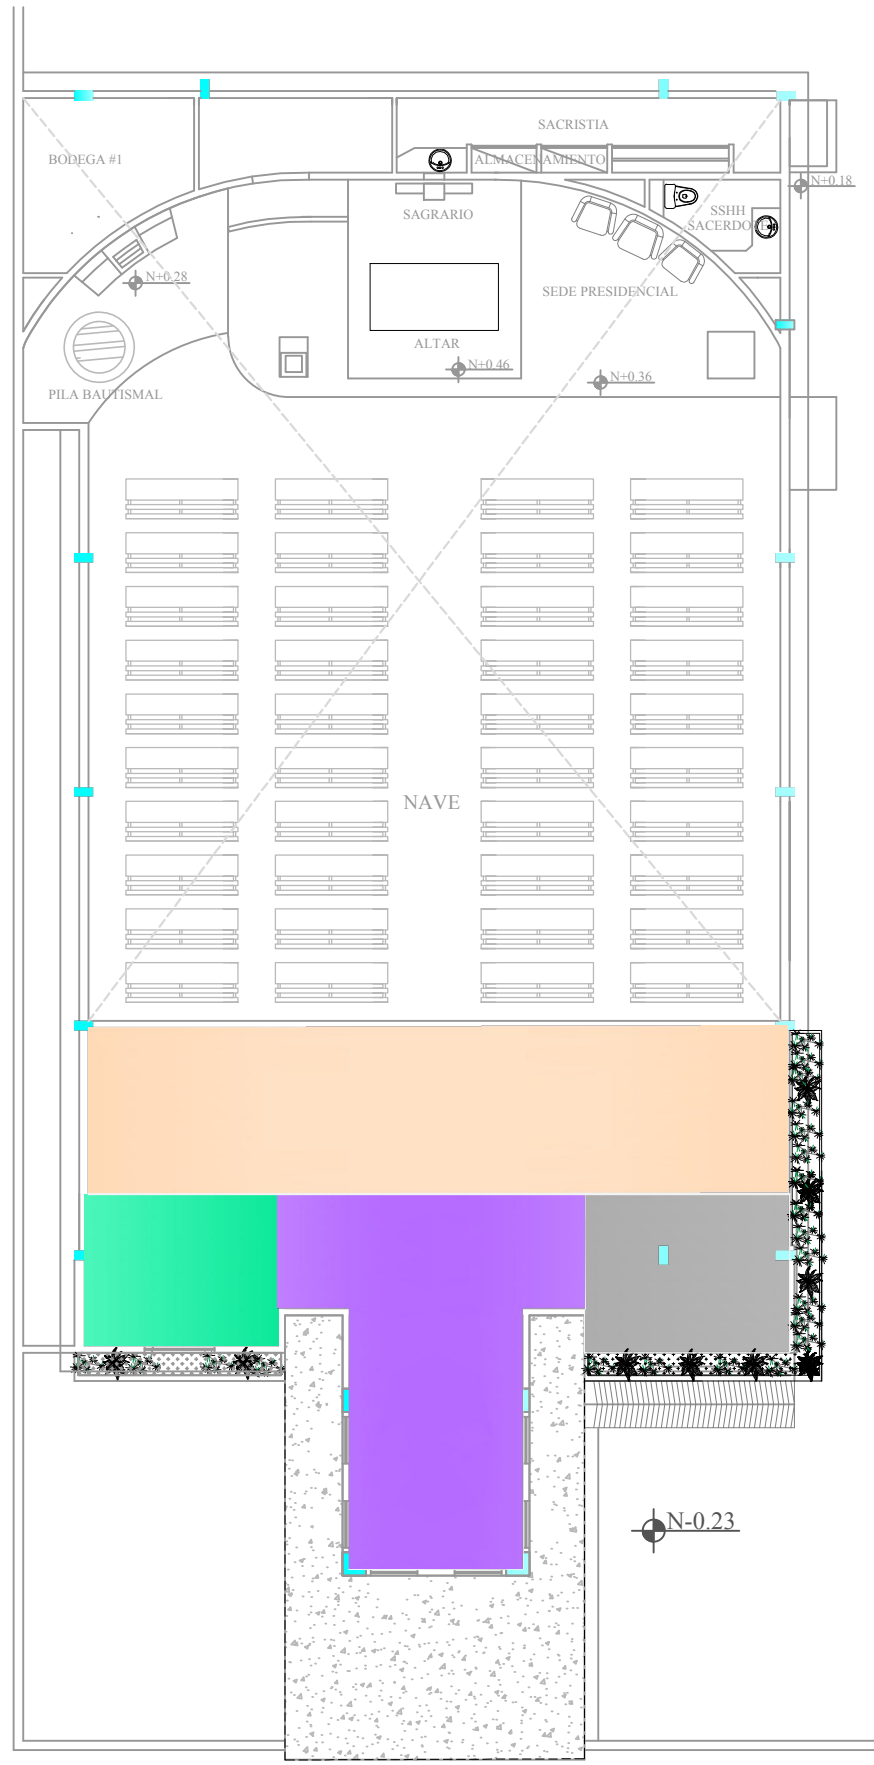 SACRISTIA
BODEGA #1
ALMACENAMIENTO
N+0.18
SAGRARIO
SSHH
SACERDOTE
N+0.28
SEDE PRESIDENCIAL
ALTAR
N+0.46
N+0.36
PILA BAUTISMAL
NAVE
N-0.23